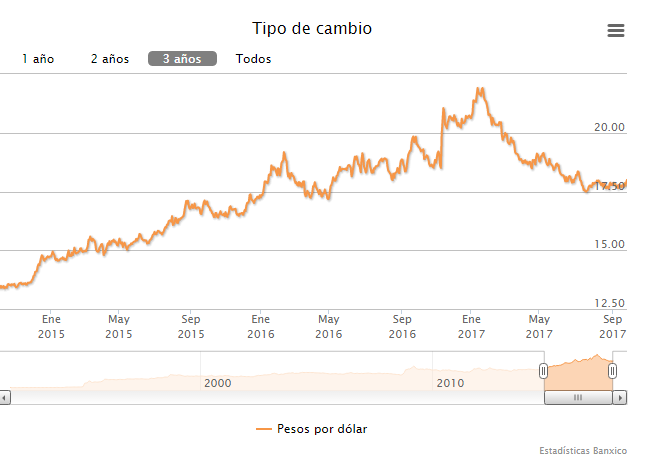 Tipo de cambio
1 año 2 años 3 años Todos
20.00
17.50
15.00
12.50
Ene May Sep Ene May Sep Ene May Sep
2015 2015 2015 2016 2016 2016 2017 2017 2017
2000 2010
Pesos por dólar
Estadísticas Banxico